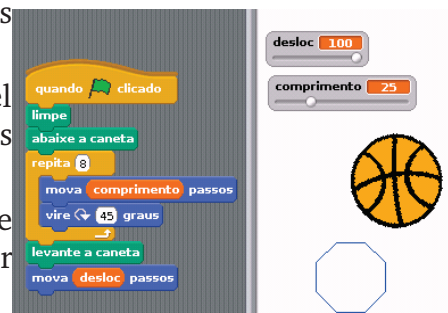 s
el
s
e
r
quando clicado
limpe
abaixe a caneta
repita 8
mova comprimento passos
vire 45 graus
levante a caneta
mova desloc passos
desloc 100
comprimento 25